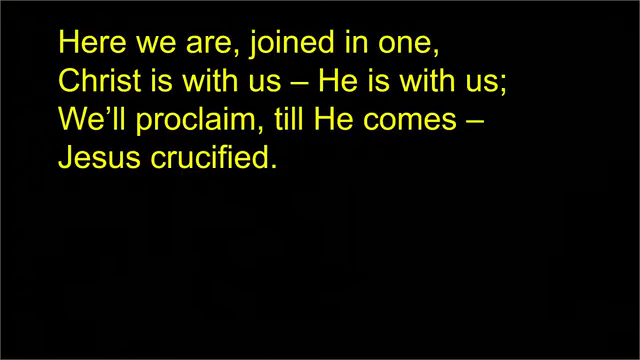 Here we are, joined in one,
Christ is with us – He is with us;
We’ll proclaim, till He comes –
Jesus crucified.